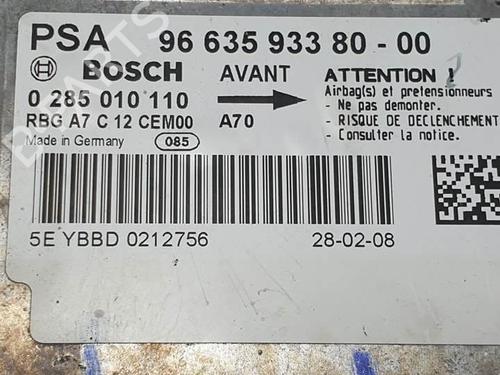 PSA 96 635 933 80 - 00
BOSCH AVANT
ATTENTION !
0 285 010 110
Airbag(s) et pretensionneurs
- Ne pas demonter.
RBG A7 C 12 CEM00 A70
- RISQUE DE DECLENCHEMENT
Made in Germany 085
- Consulter la notice.
5E YBBD 0212756 28-02-08